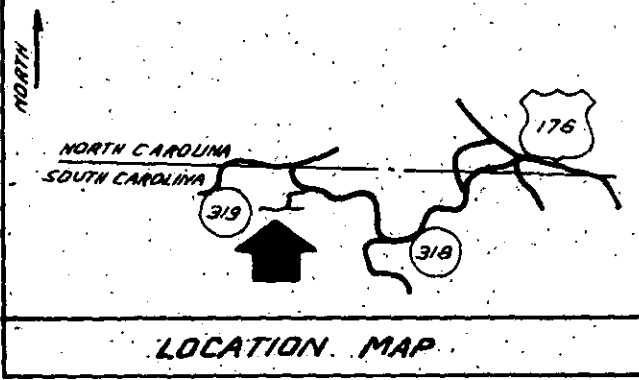 NORTH
176
NORTH CAROLINA
SOUTH CAROLINA
319
318
LOCATION MAP